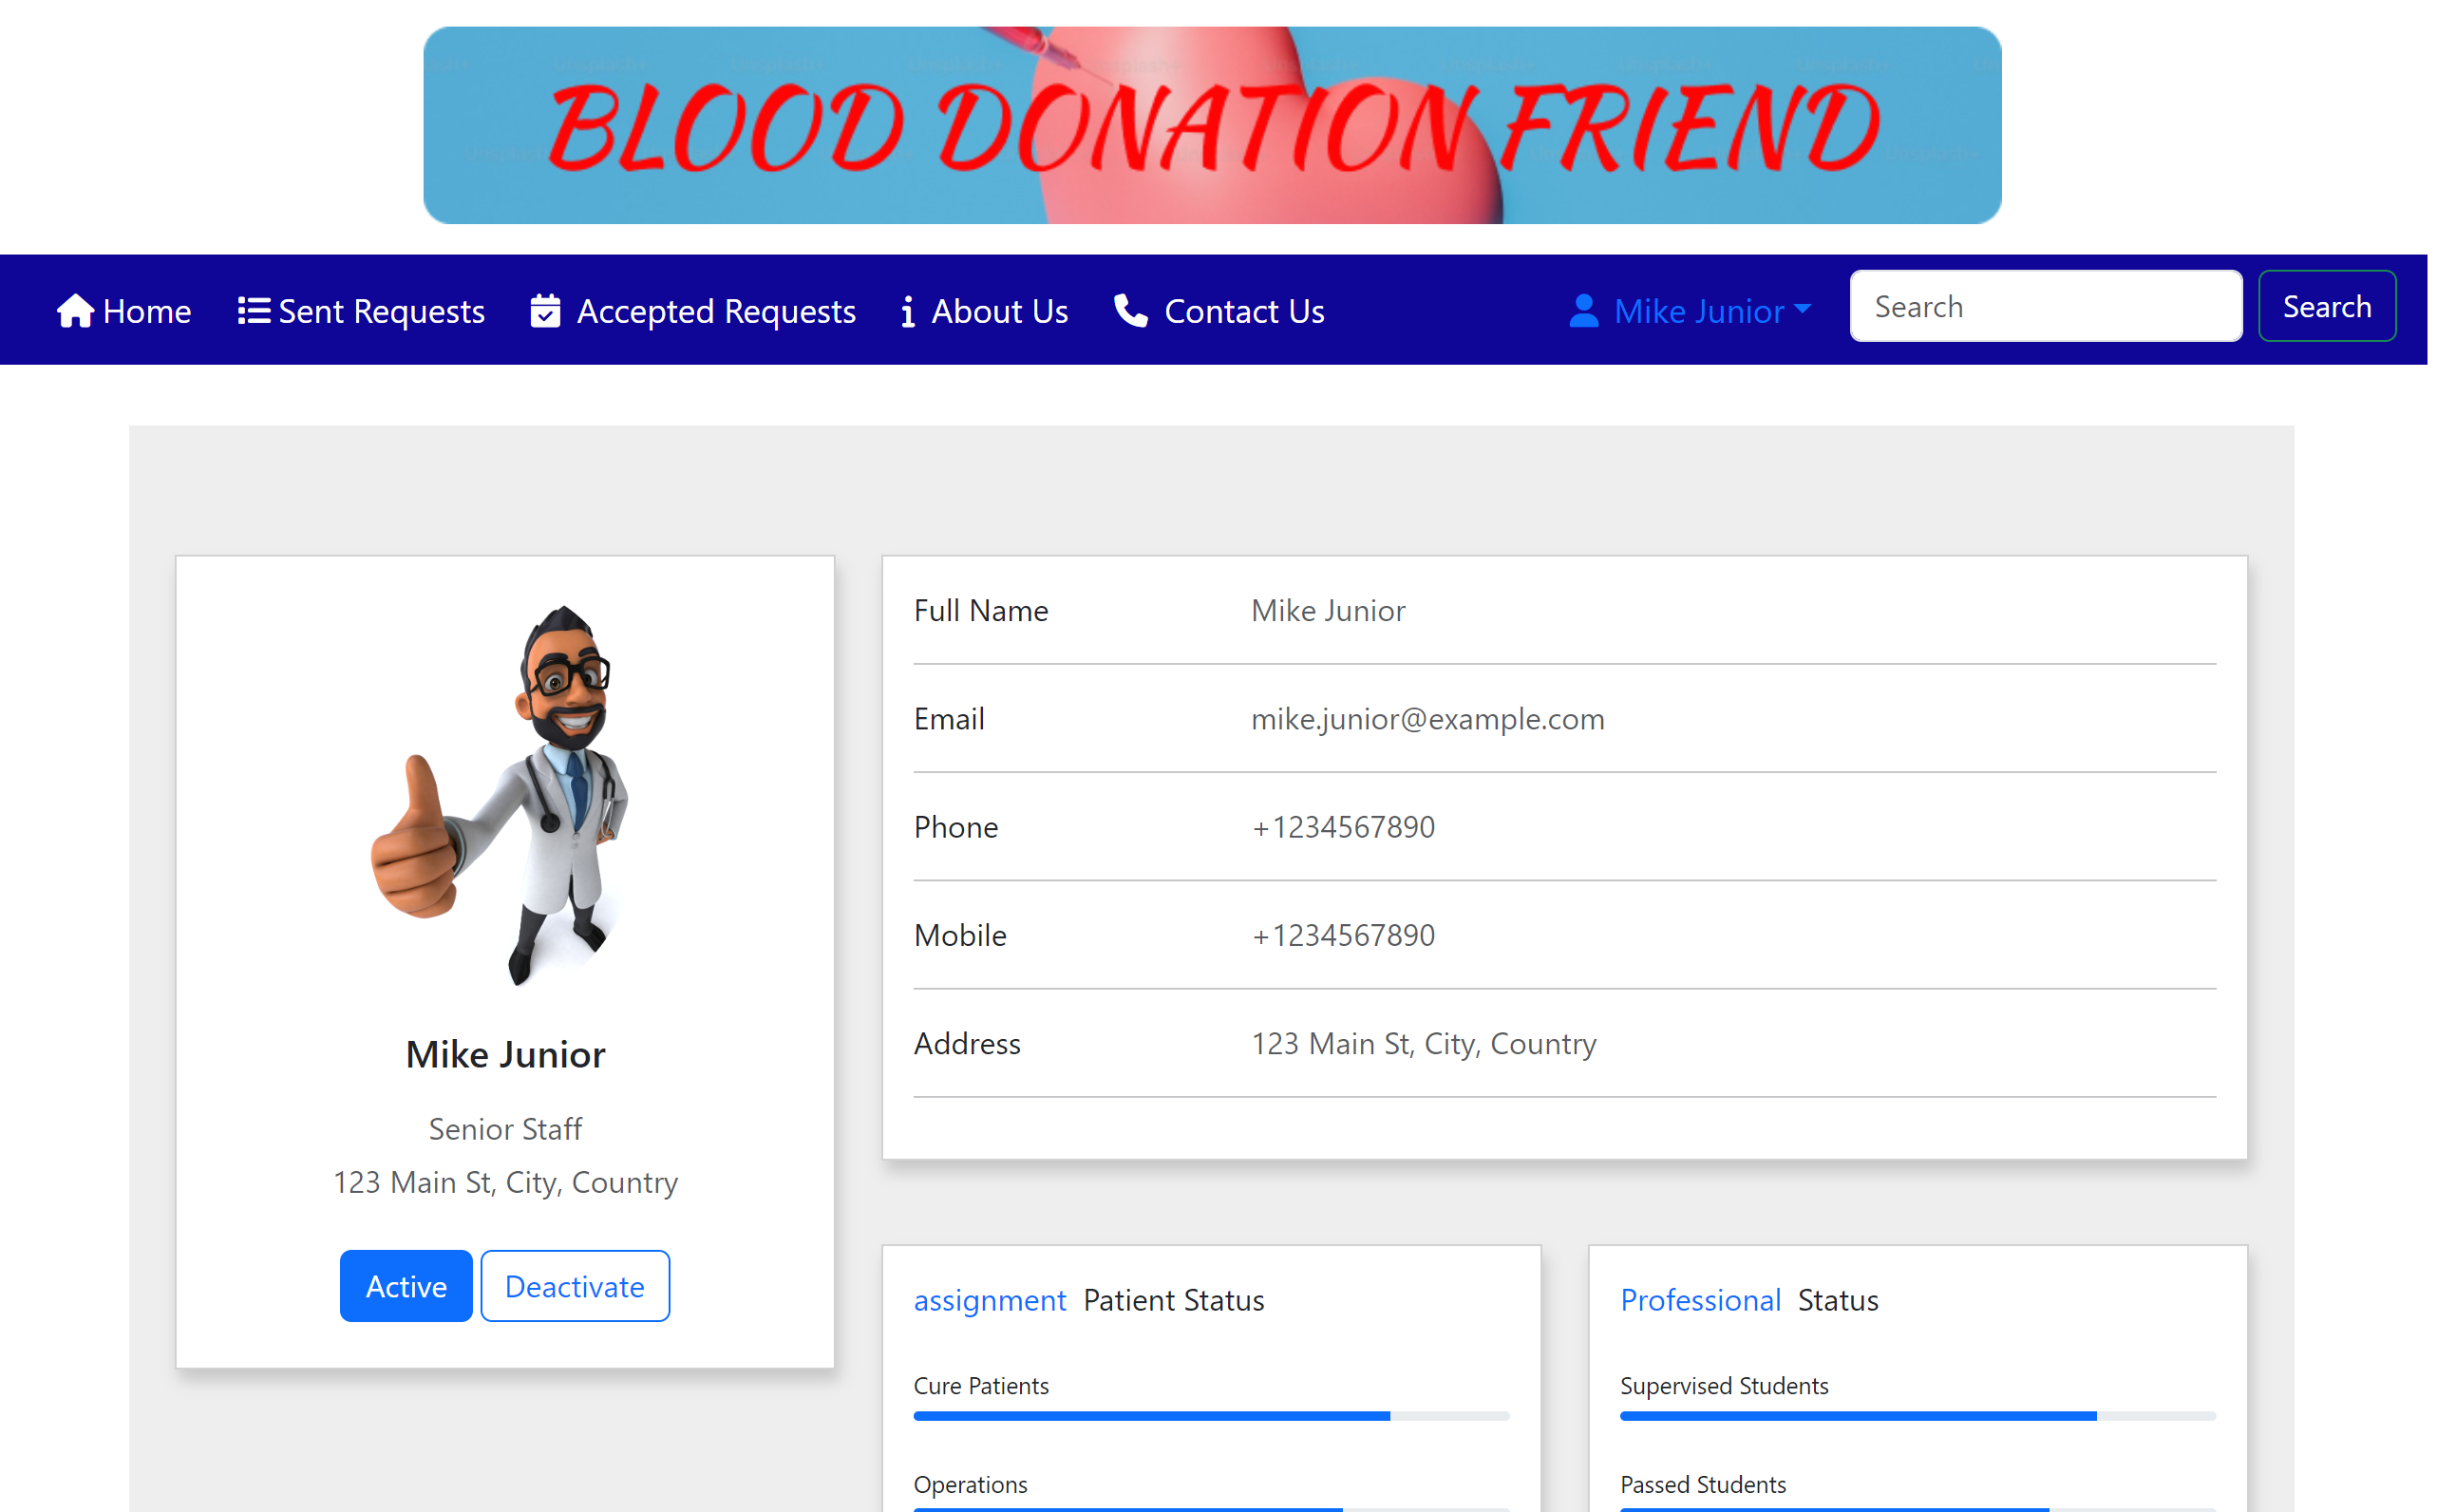 BLOOD DONATION FRIEND
Home Sent Requests Accepted Requests About Us Contact Us Mike Junior Search Search
Full Name Mike Junior
Email mike.junior@example.com
Phone +1234567890
Mobile +1234567890
Address 123 Main St, City, Country
Mike Junior
Senior Staff
123 Main St, City, Country
Active Deactivate
assignment Patient Status
Cure Patients
Operations
Professional Status
Supervised Students
Passed Students